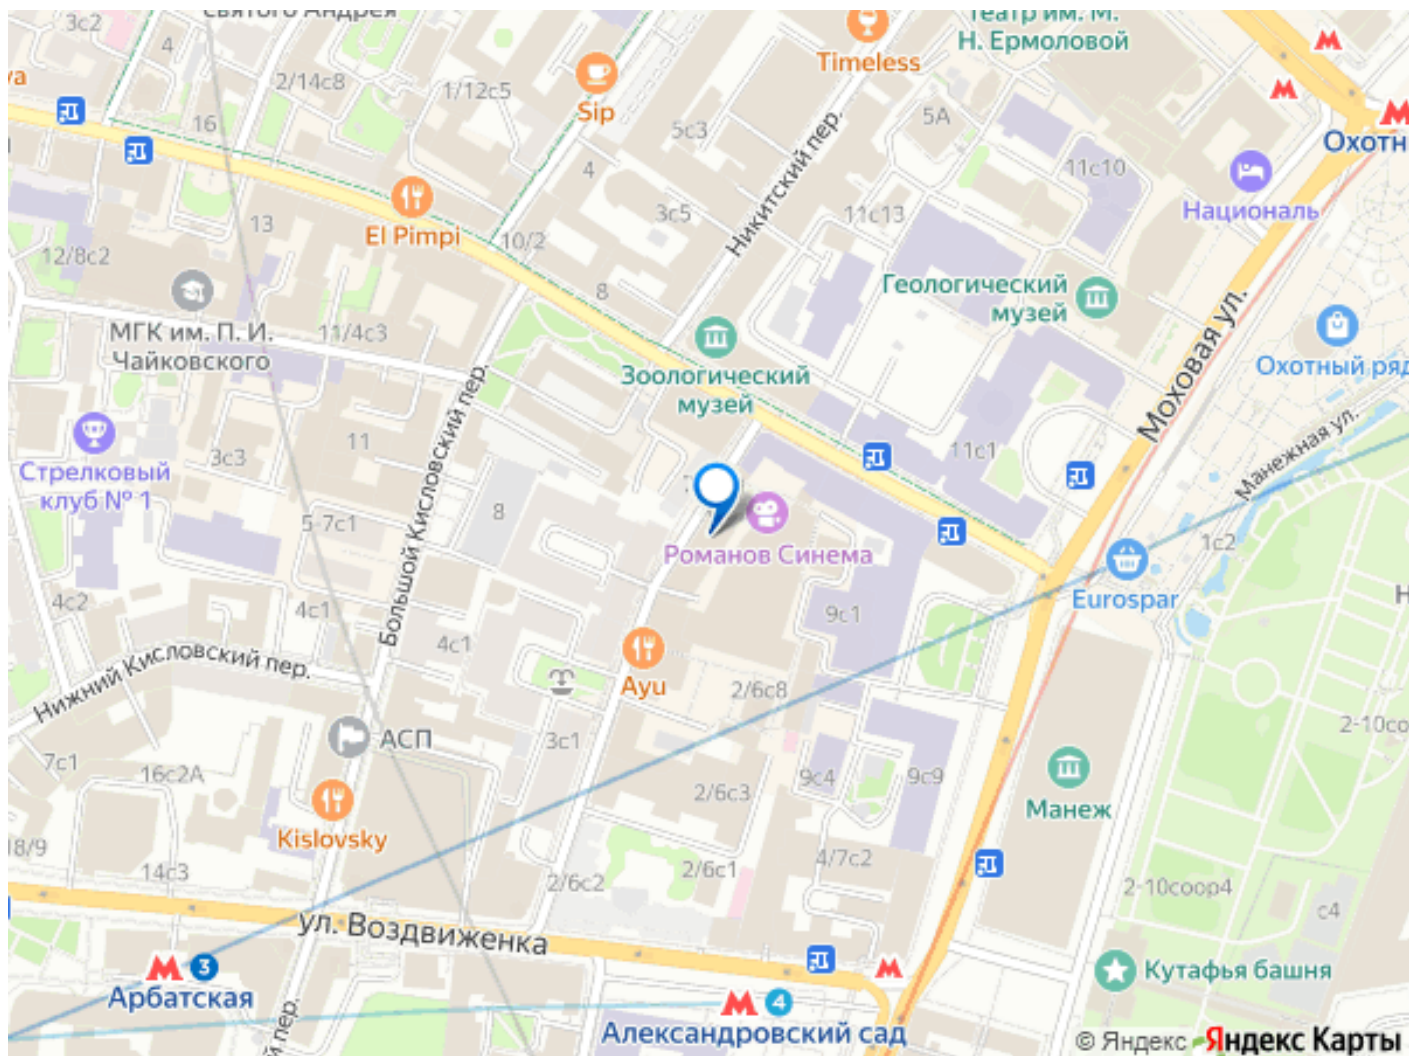 Святого Андрея
театр им. М.
Н. Ермоловой
3с2
4
Timeless
va
2/14с8
1/12с5
Sip
16
5с3
5А
Охотн
4
11с10
Никитский пер.
Националь
13
El Pimpi
3с5
11с13
10/2
12/8с2
8
Геологический
музей
МГК им. П. И.
Чайковского
11/4с3
Зоологический
музей
Моховая ул.
Охотный ряд
Большой Кисловский пер.
11
3с3
11с1
Манежная ул.
Стрелковый
клуб № 1
5-7с1
8
Романов Синема
1с2
Eurospar
Н
4с2
4с1
4с1
9с1
Нижний Кисловский пер.
Ayu
2/6с8
АСП
3с1
2-10со
7с1
16с2А
9с4
9с9
2/6с3
Манеж
Kislovsky
18/9
14с3
2/6с2
2/6с1
4/7с2
2-10соор4
с4
ул. Воздвиженка
3
Арбатская
Кутафья башня
4
Александровский сад
й пер.
© Яндекс Яндекс Карты